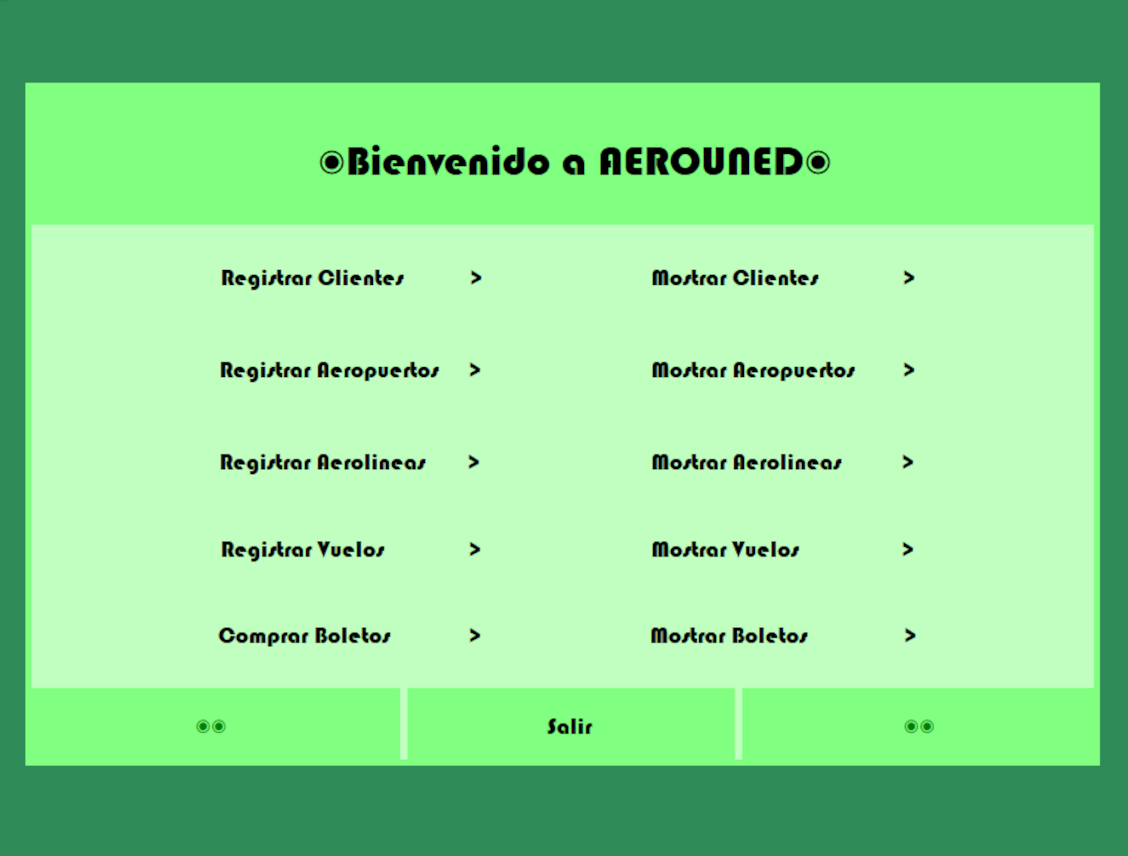 ◉Bienvenido a AEROUNED◉
Registrar Clientes > Mostrar Clientes >
Registrar Aeropuertos > Mostrar Aeropuertos >
Registrar Aerolineas > Mostrar Aerolineas >
Registrar Vuelos > Mostrar Vuelos >
Comprar Boletos > Mostrar Boletos >
◉◉ Salir ◉◉